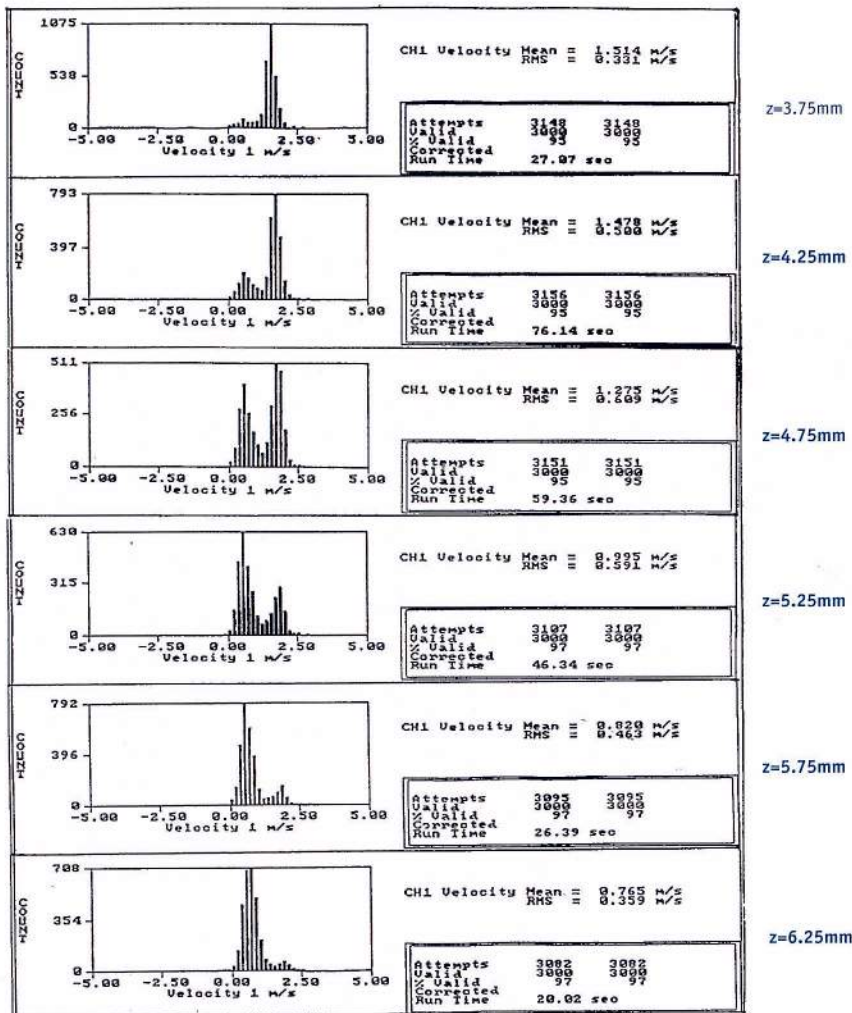 1075
CH1 Velocity Mean = 1.514 m/s
RMS = 0.331 m/s
COUNT
538
z=3.75mm
0
Attempts 3148 3148
Valid 3000 3000
% Valid 95 95
Corrected
Run Time 27.07 sec
-5.00 -2.50 0.00 2.50 5.00
Velocity 1 m/s
793
CH1 Velocity Mean = 1.478 m/s
RMS = 0.500 m/s
COUNT
397
z=4.25mm
0
Attempts 3156 3156
Valid 3000 3000
% Valid 95 95
Corrected
Run Time 76.14 sec
-5.00 -2.50 0.00 2.50 5.00
Velocity 1 m/s
511
CH1 Velocity Mean = 1.275 m/s
RMS = 0.609 m/s
COUNT
256
z=4.75mm
0
Attempts 3151 3151
Valid 3000 3000
% Valid 95 95
Corrected
Run Time 59.36 sec
-5.00 -2.50 0.00 2.50 5.00
Velocity 1 m/s
630
CH1 Velocity Mean = 0.995 m/s
RMS = 0.591 m/s
COUNT
315
z=5.25mm
0
Attempts 3107 3107
Valid 3000 3000
% Valid 97 97
Corrected
Run Time 46.34 sec
-5.00 -2.50 0.00 2.50 5.00
Velocity 1 m/s
792
CH1 Velocity Mean = 0.820 m/s
RMS = 0.463 m/s
COUNT
396
z=5.75mm
0
Attempts 3095 3095
Valid 3000 3000
% Valid 97 97
Corrected
Run Time 26.39 sec
-5.00 -2.50 0.00 2.50 5.00
Velocity 1 m/s
708
CH1 Velocity Mean = 0.765 m/s
RMS = 0.359 m/s
COUNT
354
z=6.25mm
0
Attempts 3082 3082
Valid 3000 3000
% Valid 97 97
Corrected
Run Time 20.02 sec
-5.00 -2.50 0.00 2.50 5.00
Velocity 1 m/s